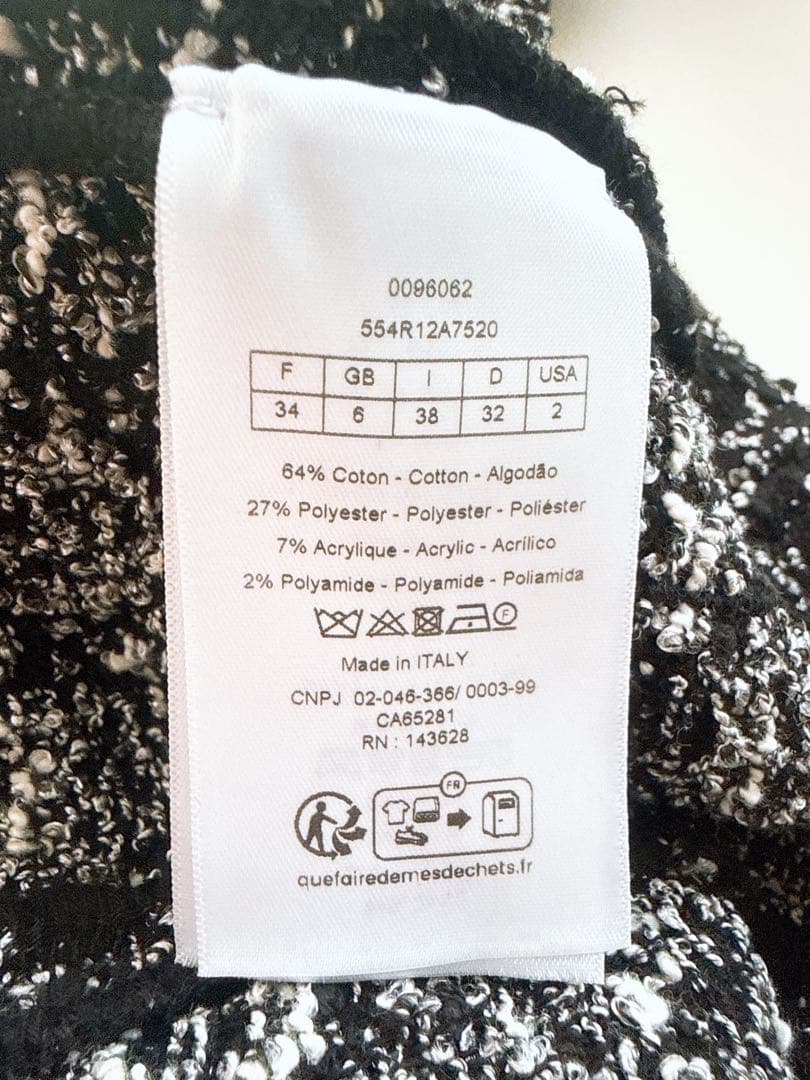 0096062
554R12A7520
F GB I D USA
34 6 38 32 2
64% Coton - Cotton - Algodão
27% Polyester - Polyester - Poliéster
7% Acrylique - Acrylic - Acrílico
2% Polyamide - Polyamide - Poliamida
F
Made in ITALY
CNPJ 02-046-366/ 0003-99
CA65281
RN : 143628
FR
quefairedemesdechets.fr